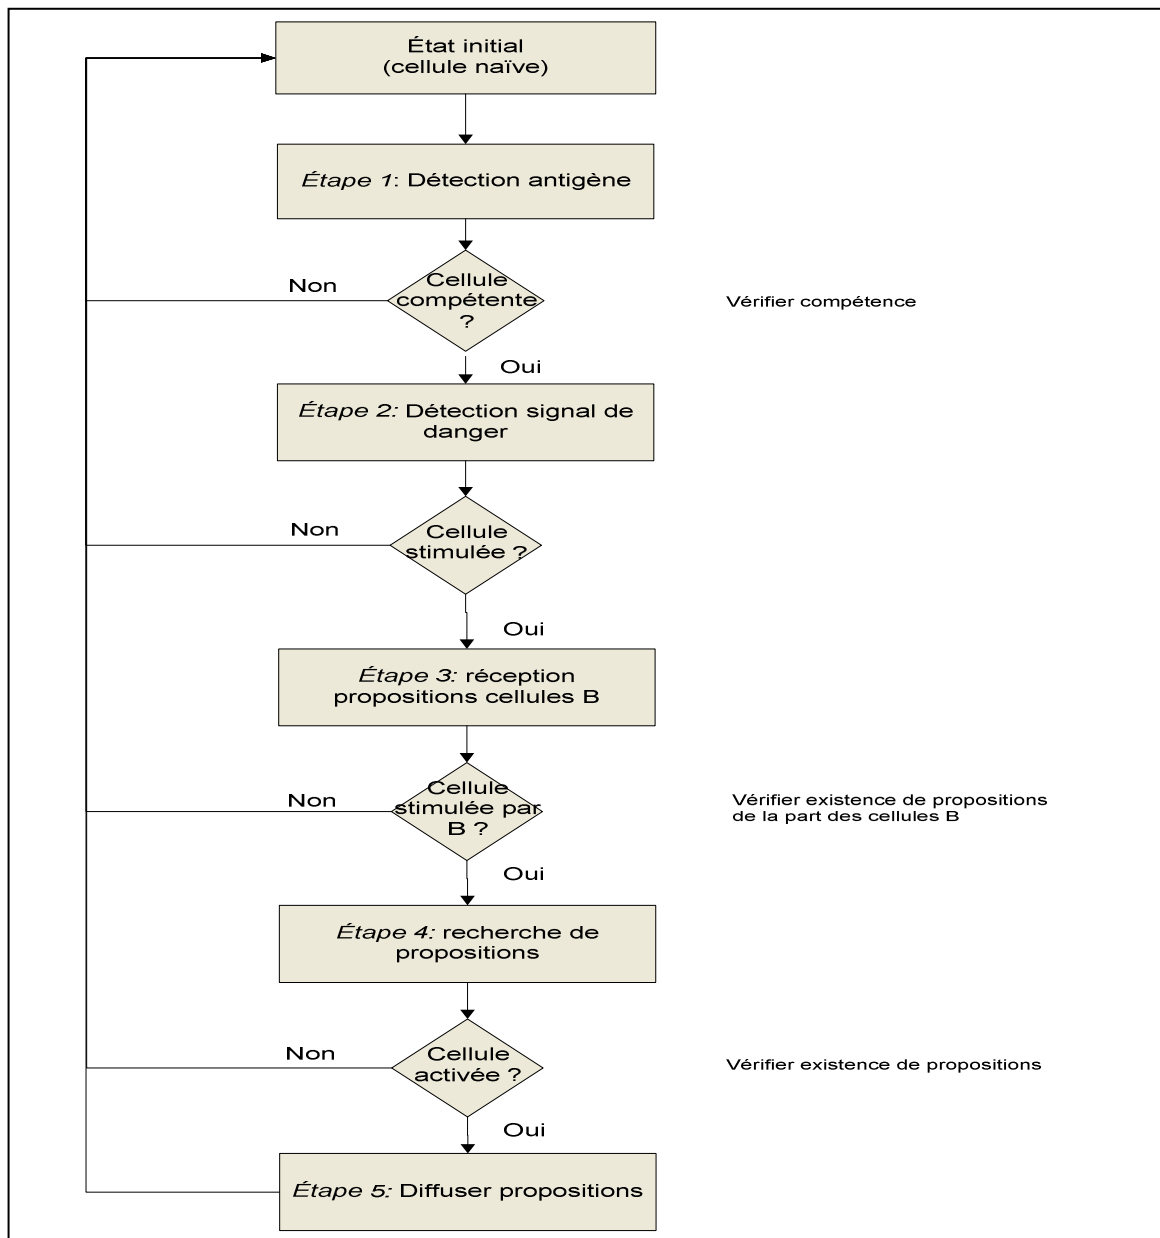 État initial
(cellule naïve)
Étape 1: Détection antigène
Cellule
compétente
?
Non
Vérifier compétence
Oui
Étape 2: Détection signal de
danger
Cellule
stimulée ?
Non
Oui
Étape 3: réception
propositions cellules B
Cellule
stimulée par
B ?
Non
Vérifier existence de propositions
de la part des cellules B
Oui
Étape 4: recherche de
propositions
Cellule
activée ?
Non
Vérifier existence de propositions
Oui
Étape 5: Diffuser propositions